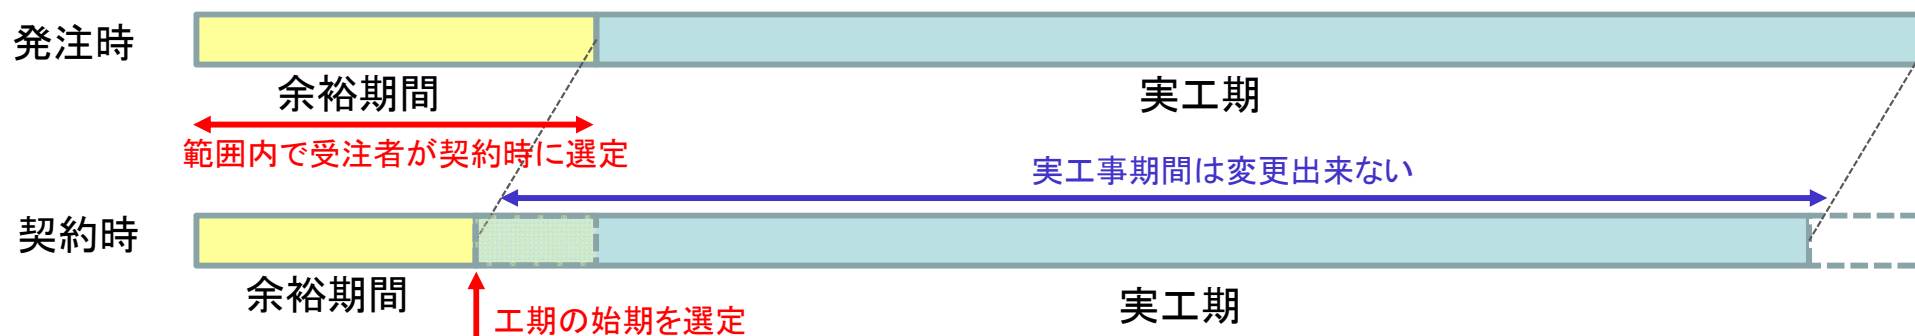 発注時
余裕期間
実工期
範囲内で受注者が契約時に選定
実工事期間は変更出来ない
契約時
余裕期間
実工期
工期の始期を選定